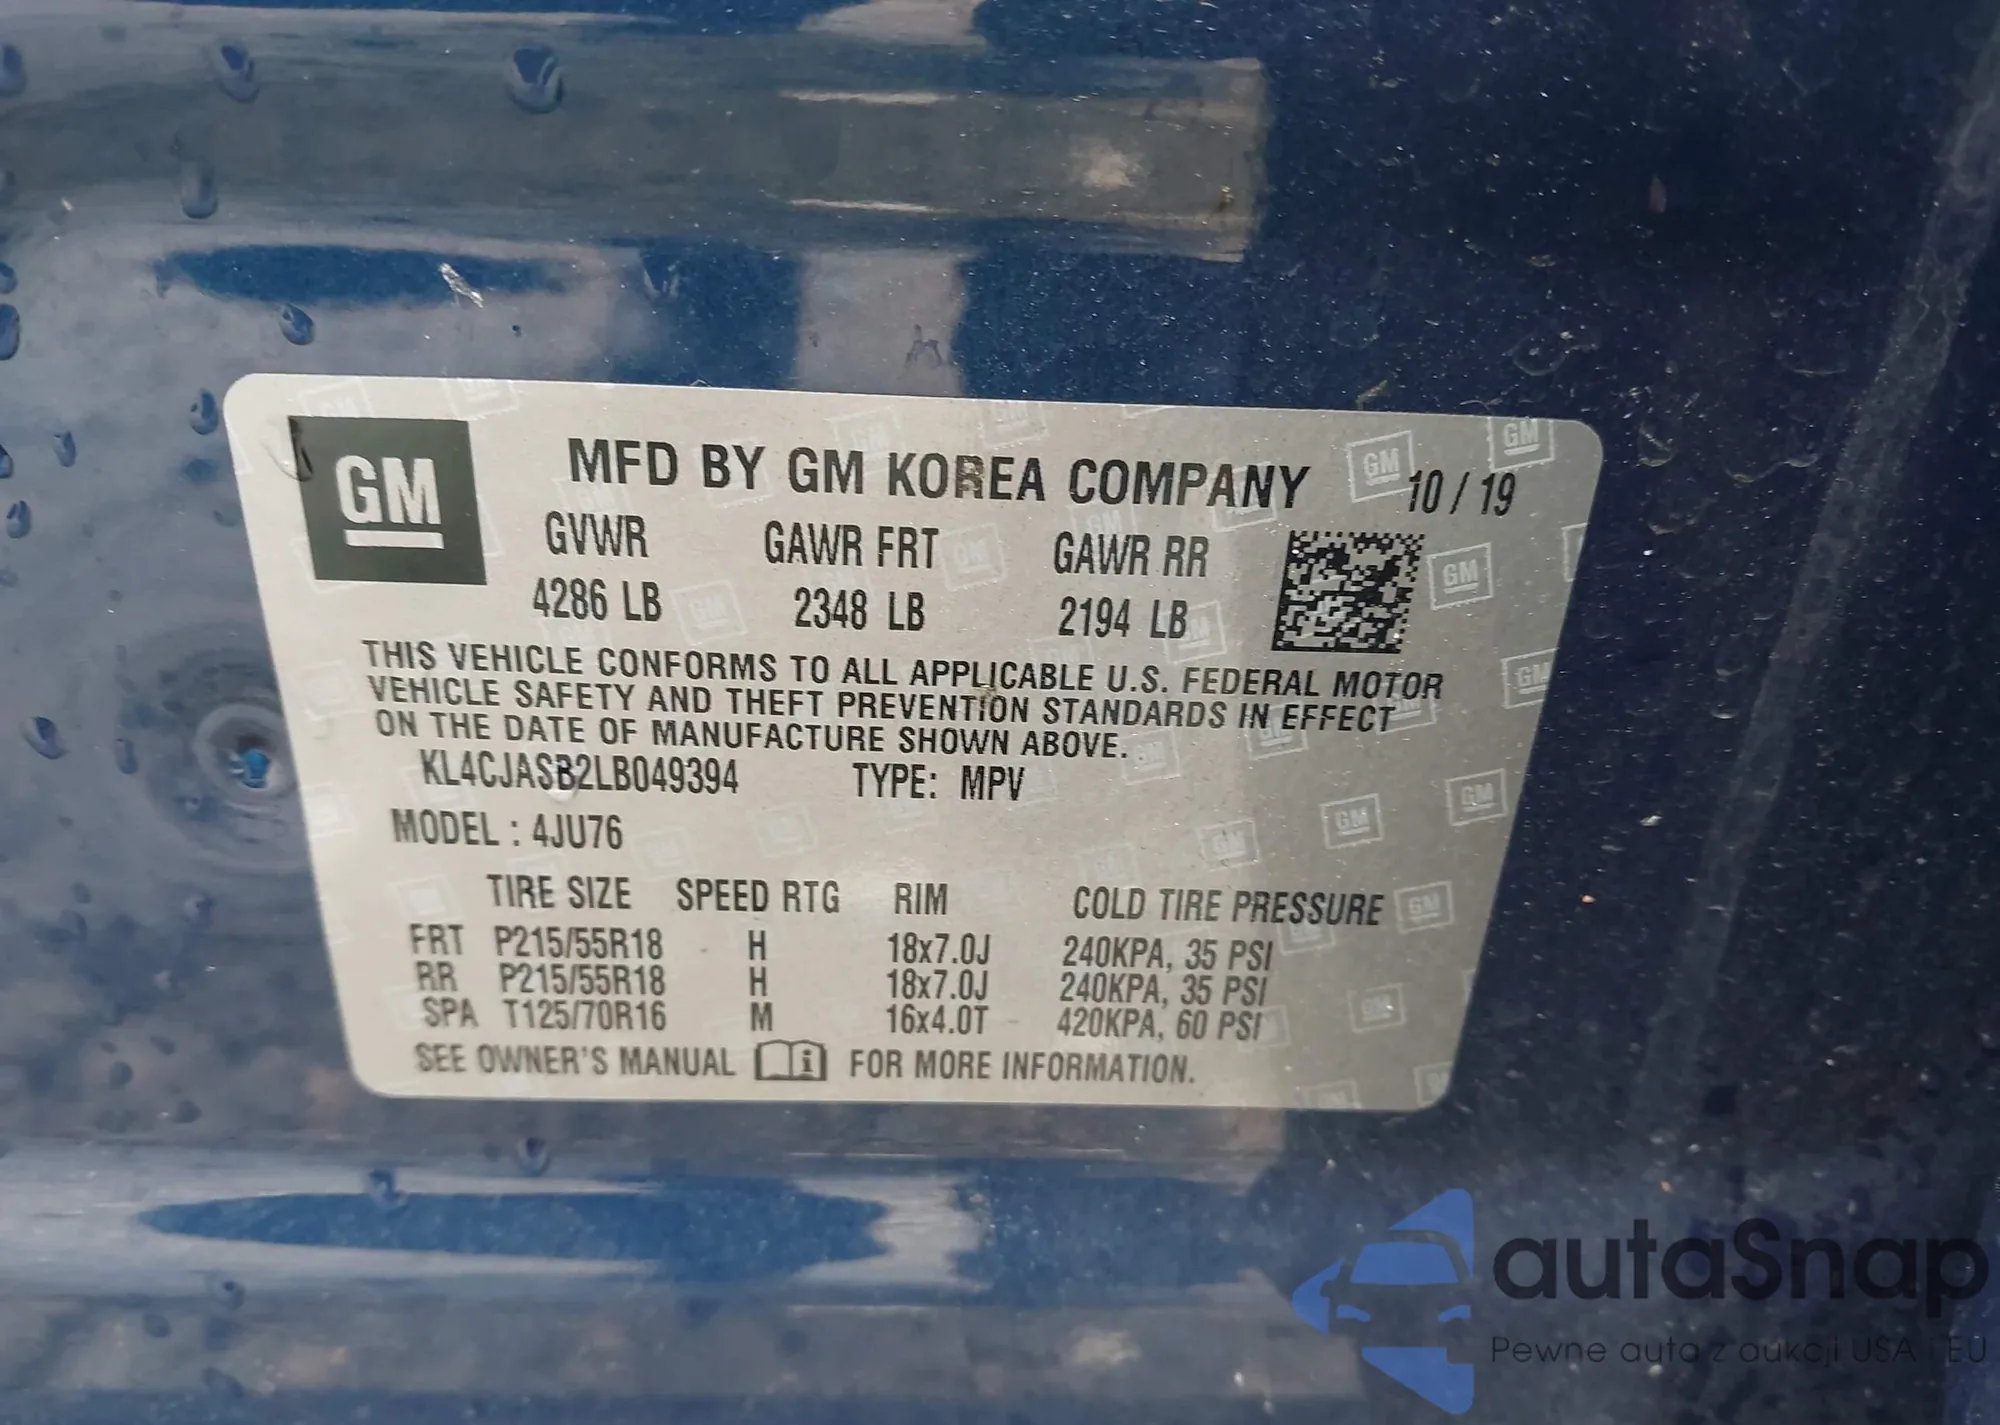 GM
MFD BY GM KOREA COMPANY 10 / 19
GVWR GAWR FRT GAWR RR
4286 LB 2348 LB 2194 LB
THIS VEHICLE CONFORMS TO ALL APPLICABLE U.S. FEDERAL MOTOR
VEHICLE SAFETY AND THEFT PREVENTION STANDARDS IN EFFECT
ON THE DATE OF MANUFACTURE SHOWN ABOVE.
KL4CJASB2LB049394 TYPE: MPV
MODEL : 4JU76
TIRE SIZE SPEED RTG RIM COLD TIRE PRESSURE
FRT P215/55R18 H 18x7.0J 240KPA, 35 PSI
RR P215/55R18 H 18x7.0J 240KPA, 35 PSI
SPA T125/70R16 M 16x4.0T 420KPA, 60 PSI
SEE OWNER'S MANUAL i FOR MORE INFORMATION.
autaSnap
Pewne auta z aukcji USA i EU